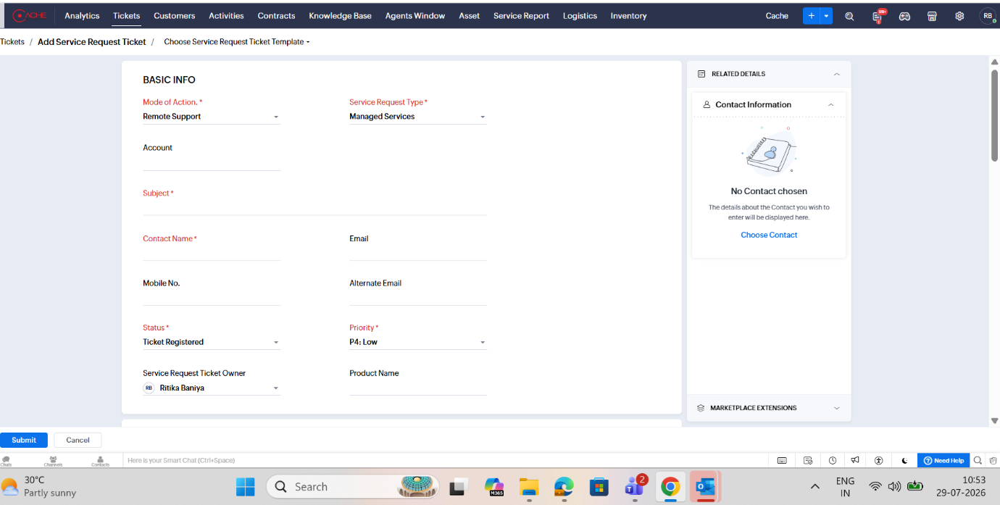 CACHE Analytics Tickets Customers Activities Contracts Knowledge Base Agents Window Asset Service Report Logistics Inventory Cache + 99+ RB
Tickets / Add Service Request Ticket / Choose Service Request Ticket Template
BASIC INFO
Mode of Action. * Service Request Type *
Remote Support Managed Services
Account
Subject *
Contact Name * Email
Mobile No. Alternate Email
Status * Priority *
Ticket Registered P4: Low
Service Request Ticket Owner Product Name
RB Ritika Baniya
RELATED DETAILS
Contact Information
No Contact chosen
The details about the Contact you wish to
enter will be displayed here.
Choose Contact
MARKETPLACE EXTENSIONS
Submit Cancel
Chats Channels Contacts Here is your Smart Chat (Ctrl+Space) Need Help
30°C
Partly sunny
Search
M365
2
ENG
IN
10:53
29-07-2026